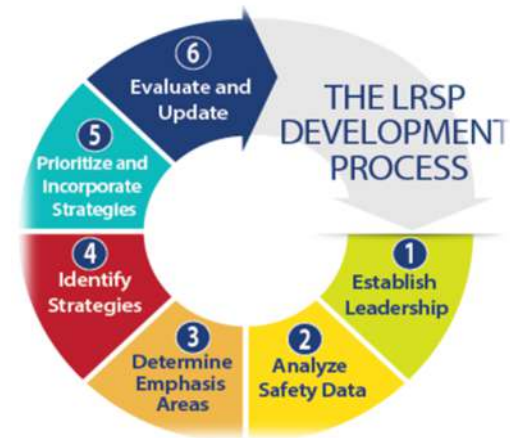 THE LRSP
DEVELOPMENT
PROCESS
1
Establish
Leadership
2
Analyze
Safety Data
3
Determine
Emphasis
Areas
4
Identify
Strategies
5
Prioritize and
Incorporate
Strategies
6
Evaluate and
Update